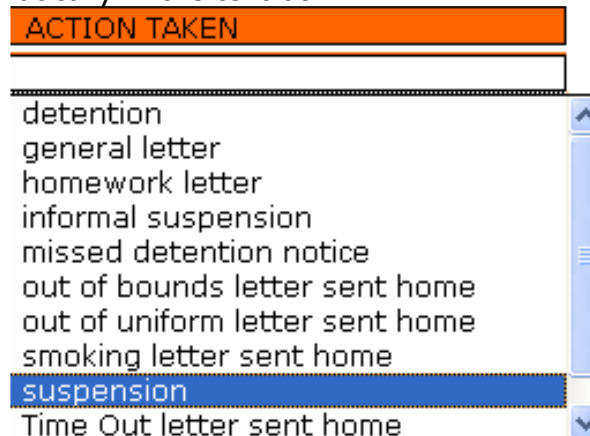 ACTION TAKEN
detention
general letter
homework letter
informal suspension
missed detention notice
out of bounds letter sent home
out of uniform letter sent home
smoking letter sent home
suspension
Time Out letter sent home